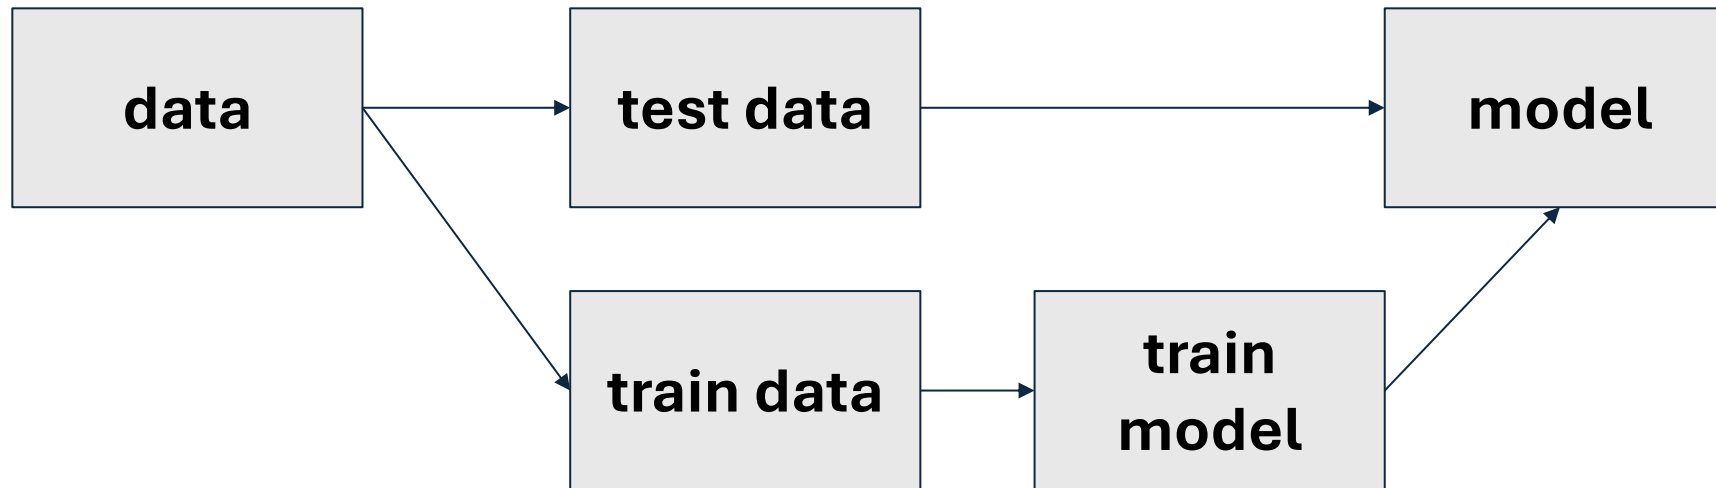 data
test data
model
train data
train
model